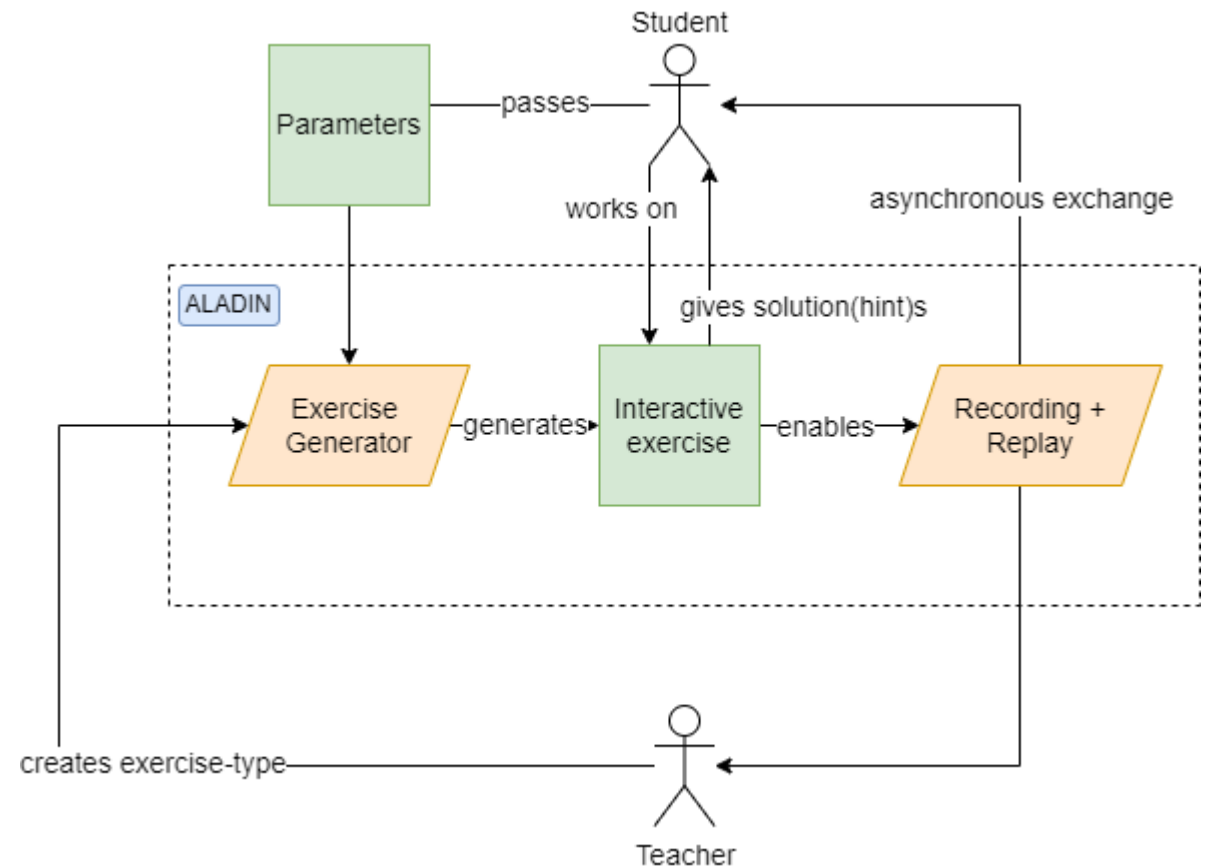 Student
Parameters
passes
works on
asynchronous exchange
ALADIN
gives solution(hint)s
Exercise
Generator
generates
Interactive
exercise
enables
Recording +
Replay
creates exercise-type
Teacher